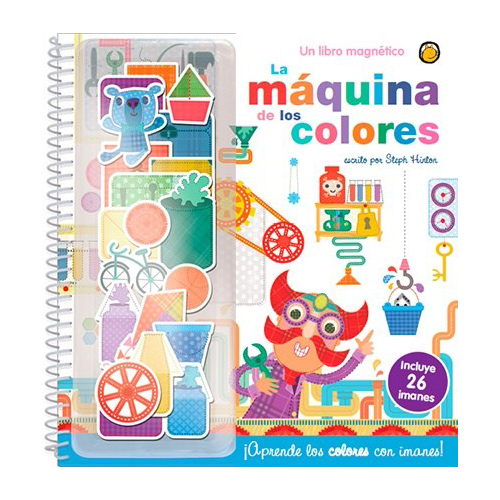 Un libro magnético
La
máquina
de los
colores
escrito por Steph Hinton
Incluye
26
imanes
¡Aprende los colores con imanes!